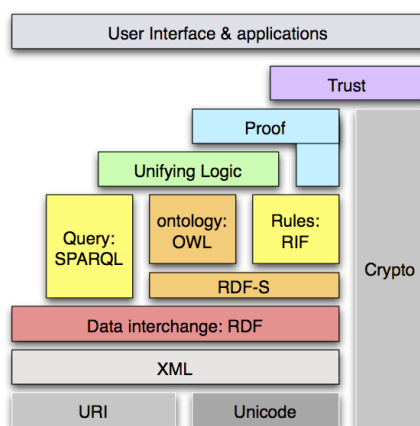 User Interface & applications
Trust
Proof
Unifying Logic
Query:
SPARQL
ontology:
OWL
Rules:
RIF
Crypto
RDF-S
Data interchange: RDF
XML
URI
Unicode